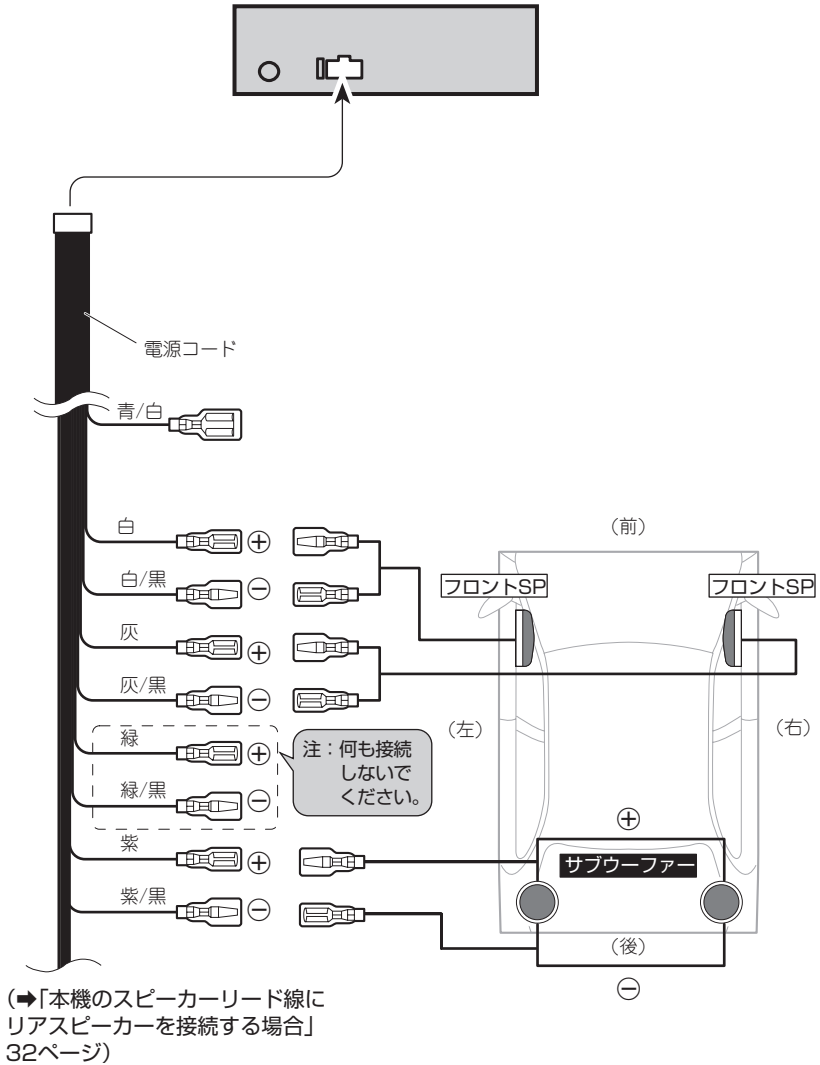 電源コード
青/白
白
⊕
白/黒
⊖
灰
⊕
灰/黒
⊖
緑
⊕
緑/黒
⊖
注：何も接続
しないで
ください。
紫
⊕
紫/黒
⊖
（前）
フロントSP
フロントSP
（左）
（右）
⊕
サブウーファー
（後）
⊖
（➡「本機のスピーカーリード線に
リアスピーカーを接続する場合」
32ページ）